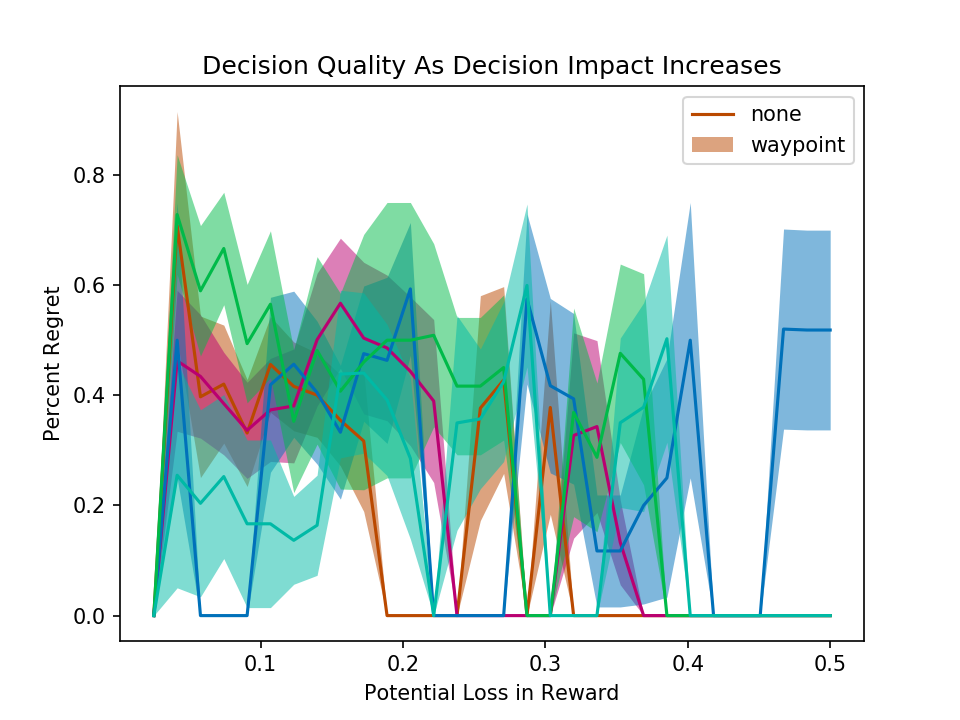 Decision Quality As Decision Impact Increases
none
waypoint
Percent Regret
0.8
0.6
0.4
0.2
0.0
0.1 0.2 0.3 0.4 0.5
Potential Loss in Reward